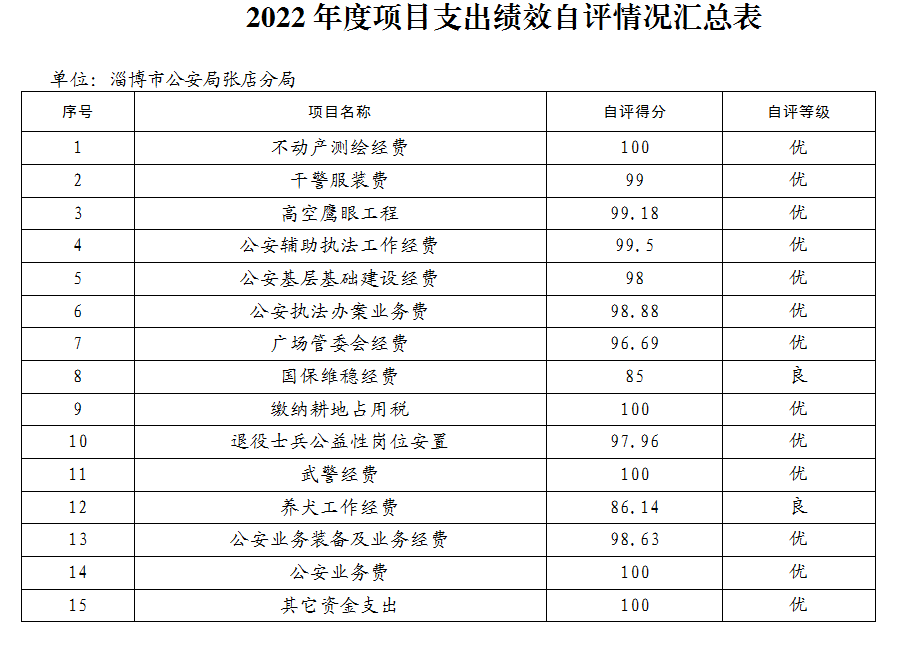 2022 年度项目支出绩效自评情况汇总表
单位：淄博市公安局张店分局
序号 项目名称 自评得分 自评等级
1 不动产测绘经费 100 优
2 干警服装费 99 优
3 高空鹰眼工程 99.18 优
4 公安辅助执法工作经费 99.5 优
5 公安基层基础建设经费 98 优
6 公安执法办案业务费 98.88 优
7 广场管委会经费 96.69 优
8 国保维稳经费 85 良
9 缴纳耕地占用税 100 优
10 退役士兵公益性岗位安置 97.96 优
11 武警经费 100 优
12 养犬工作经费 86.14 良
13 公安业务装备及业务经费 98.63 优
14 公安业务费 100 优
15 其它资金支出 100 优